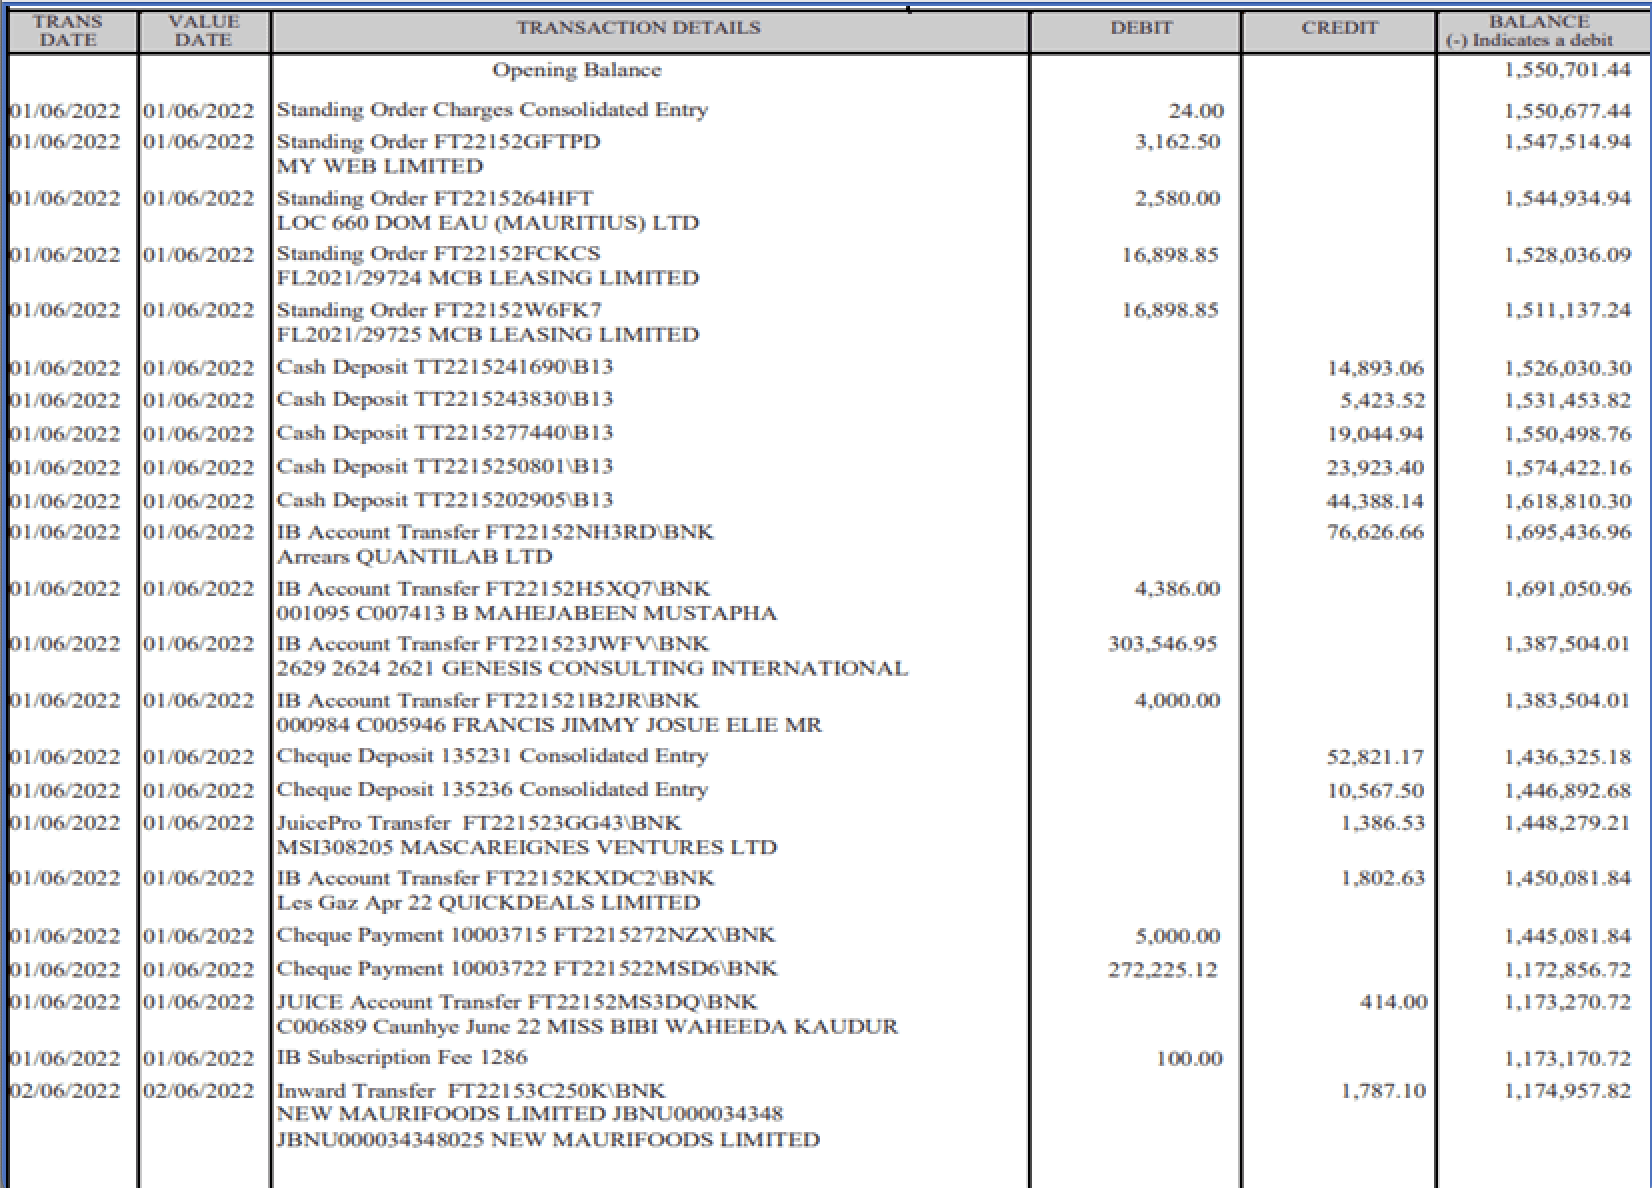 TRANS DATE VALUE DATE TRANSACTION DETAILS DEBIT CREDIT BALANCE (-) Indicates a debit
Opening Balance 1,550,701.44
01/06/2022 01/06/2022 Standing Order Charges Consolidated Entry 24.00 1,550,677.44
01/06/2022 01/06/2022 Standing Order FT22152GFTPD 3,162.50 1,547,514.94
MY WEB LIMITED
01/06/2022 01/06/2022 Standing Order FT2215264HFT 2,580.00 1,544,934.94
LOC 660 DOM EAU (MAURITIUS) LTD
01/06/2022 01/06/2022 Standing Order FT22152FCKCS 16,898.85 1,528,036.09
FL2021/29724 MCB LEASING LIMITED
01/06/2022 01/06/2022 Standing Order FT22152W6FK7 16,898.85 1,511,137.24
FL2021/29725 MCB LEASING LIMITED
01/06/2022 01/06/2022 Cash Deposit TT2215241690\B13 14,893.06 1,526,030.30
01/06/2022 01/06/2022 Cash Deposit TT2215243830\B13 5,423.52 1,531,453.82
01/06/2022 01/06/2022 Cash Deposit TT2215277440\B13 19,044.94 1,550,498.76
01/06/2022 01/06/2022 Cash Deposit TT2215250801\B13 23,923.40 1,574,422.16
01/06/2022 01/06/2022 Cash Deposit TT2215202905\B13 44,388.14 1,618,810.30
01/06/2022 01/06/2022 IB Account Transfer FT22152NH3RD\BNK 76,626.66 1,695,436.96
Arrears QUANTILAB LTD
01/06/2022 01/06/2022 IB Account Transfer FT22152H5XQ7\BNK 4,386.00 1,691,050.96
001095 C007413 B MAHEJABEEN MUSTAPHA
01/06/2022 01/06/2022 IB Account Transfer FT221523JWFV\BNK 303,546.95 1,387,504.01
2629 2624 2621 GENESIS CONSULTING INTERNATIONAL
01/06/2022 01/06/2022 IB Account Transfer FT221521B2JR\BNK 4,000.00 1,383,504.01
000984 C005946 FRANCIS JIMMY JOSUE ELIE MR
01/06/2022 01/06/2022 Cheque Deposit 135231 Consolidated Entry 52,821.17 1,436,325.18
01/06/2022 01/06/2022 Cheque Deposit 135236 Consolidated Entry 10,567.50 1,446,892.68
01/06/2022 01/06/2022 JuicePro Transfer FT221523GG43\BNK 1,386.53 1,448,279.21
MSI308205 MASCAREIGNES VENTURES LTD
01/06/2022 01/06/2022 IB Account Transfer FT22152KXDC2\BNK 1,802.63 1,450,081.84
Les Gaz Apr 22 QUICKDEALS LIMITED
01/06/2022 01/06/2022 Cheque Payment 10003715 FT2215272NZX\BNK 5,000.00 1,445,081.84
01/06/2022 01/06/2022 Cheque Payment 10003722 FT221522MSD6\BNK 272,225.12 1,172,856.72
01/06/2022 01/06/2022 JUICE Account Transfer FT22152MS3DQ\BNK 414.00 1,173,270.72
C006889 Caunhye June 22 MISS BIBI WAHEEDA KAUDUR
01/06/2022 01/06/2022 IB Subscription Fee 1286 100.00 1,173,170.72
02/06/2022 02/06/2022 Inward Transfer FT22153C250K\BNK 1,787.10 1,174,957.82
NEW MAURIFOODS LIMITED JBNU000034348
JBNU000034348025 NEW MAURIFOODS LIMITED